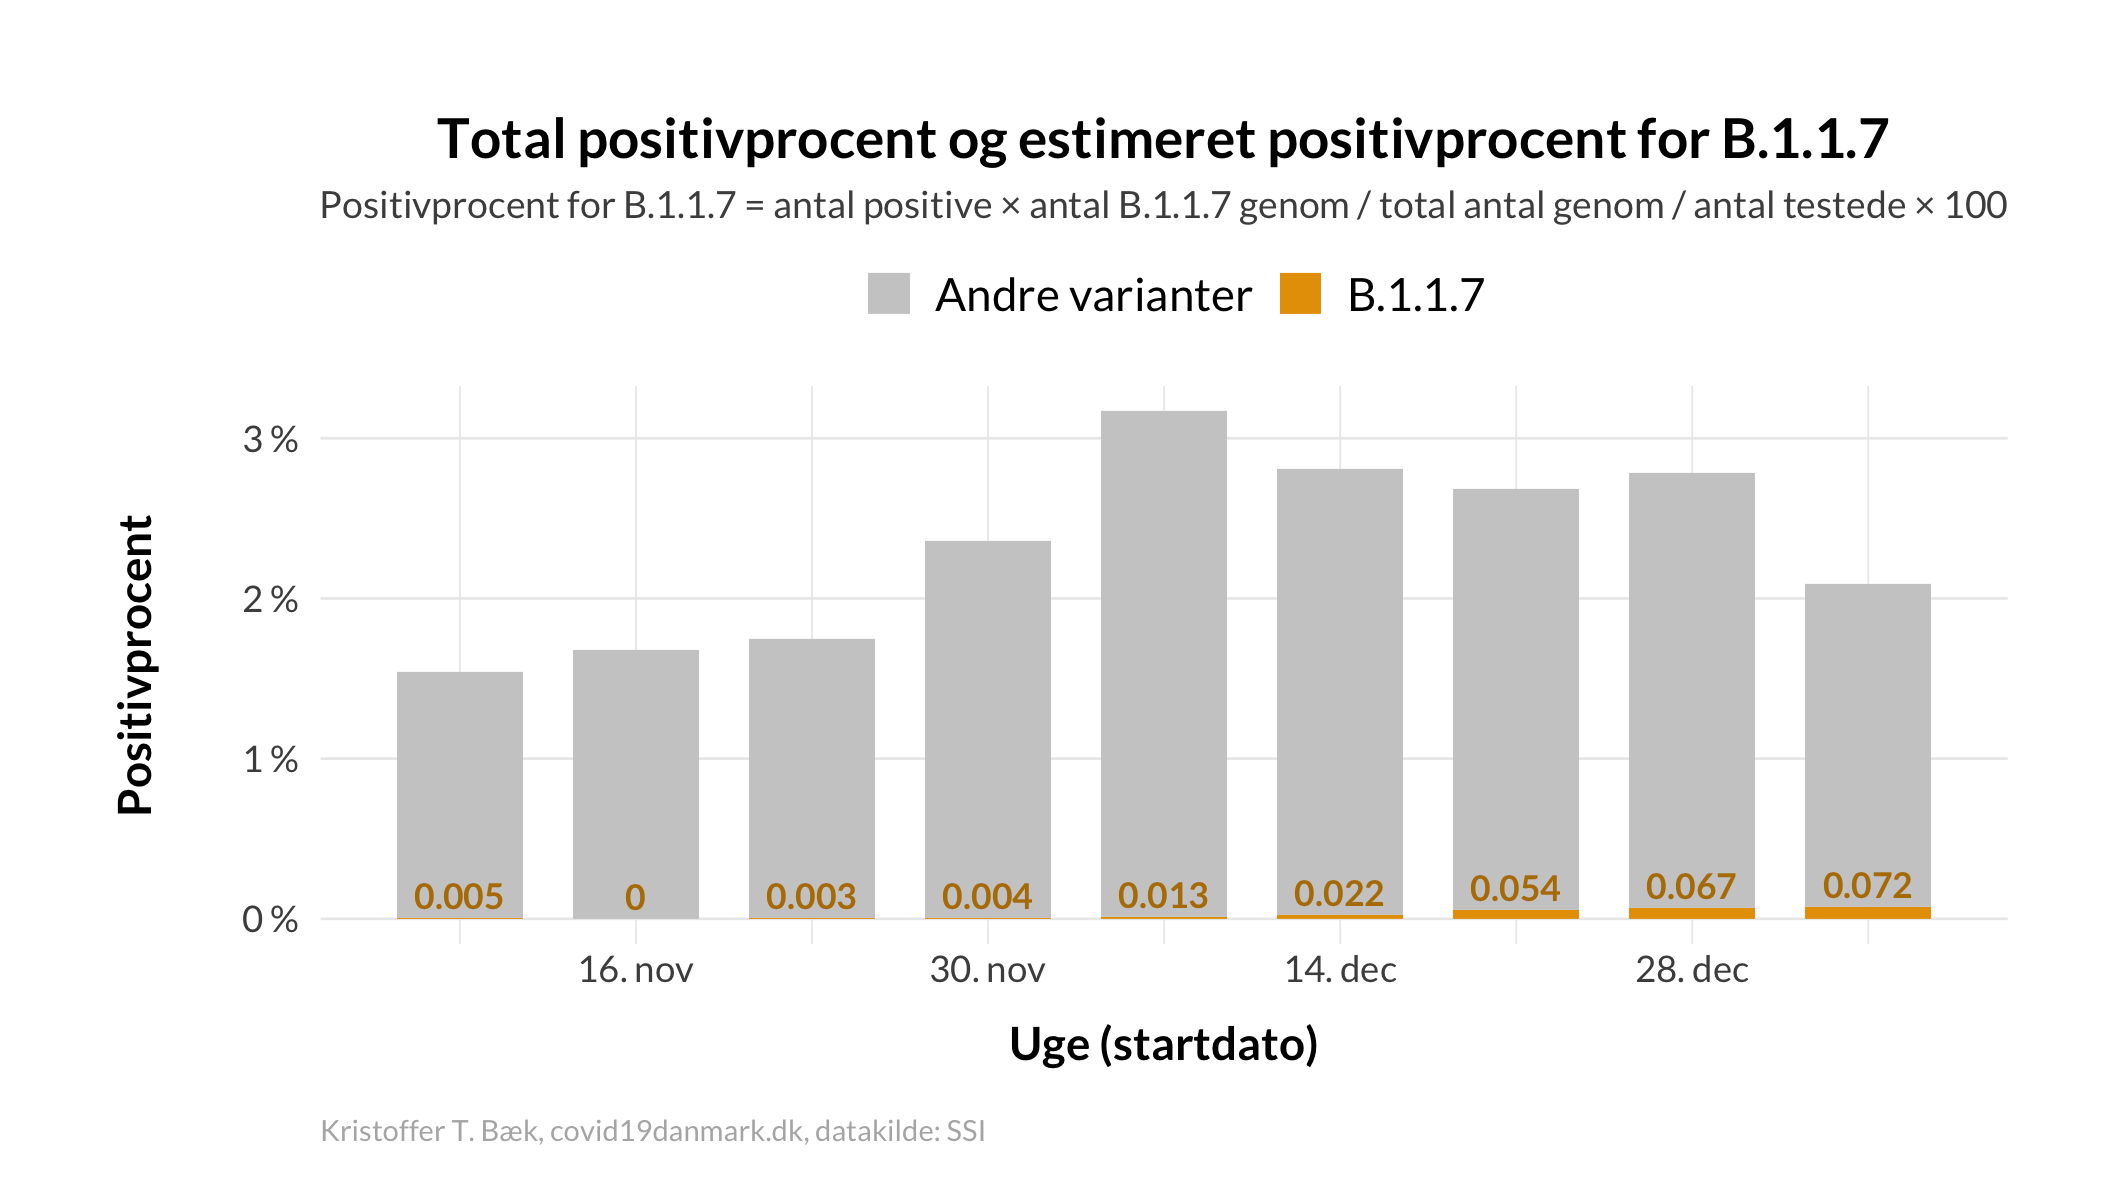 Total positivprocent og estimeret positivprocent for B.1.1.7
Positivprocent for B.1.1.7 = antal positive × antal B.1.1.7 genom / total antal genom / antal testede × 100
Andre varianter B.1.1.7
Positivprocent
3 %
2 %
1 %
0 %
0.005 0 0.003 0.004 0.013 0.022 0.054 0.067 0.072
16. nov 30. nov 14. dec 28. dec
Uge (startdato)
Kristoffer T. Bæk, covid19danmark.dk, datakilde: SSI